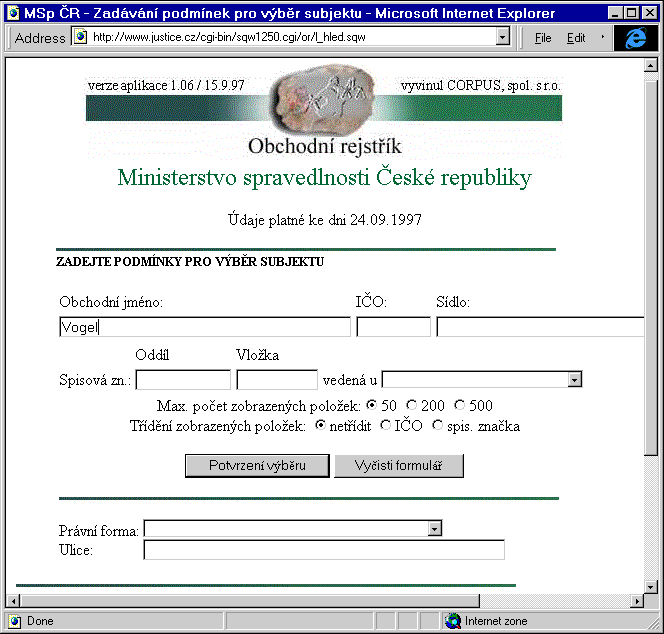 MSp ČR - Zadávání podmínek pro výběr subjektu - Microsoft Internet Explorer
Address http://www.justice.cz/cgi-bin/sqw1250.cgi/or/l_hled.sqw File Edit
verze aplikace 1.06 / 15.9.97 vyvinul CORPUS, spol. s r.o.
Obchodní rejstřík
Ministerstvo spravedlnosti České republiky
Údaje platné ke dni 24.09.1997
ZADEJTE PODMÍNKY PRO VÝBĚR SUBJEKTU
Obchodní jméno: IČO: Sídlo:
Vogel
Oddíl Vložka
Spisová zn.: vedená u
Max. počet zobrazených položek: 50 200 500
Třídění zobrazených položek: netřídit IČO spis. značka
Potvrzení výběru Vyčisti formulář
Právní forma:
Ulice:
Done Internet zone